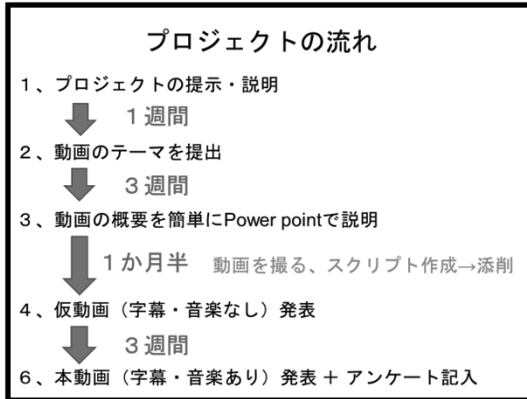 プロジェクトの流れ
１、プロジェクトの提示・説明
１週間
２、動画のテーマを提出
３週間
３、動画の概要を簡単にPower pointで説明
１か月半　動画を撮る、スクリプト作成→添削
４、仮動画（字幕・音楽なし）発表
３週間
６、本動画（字幕・音楽あり）発表 + アンケート記入